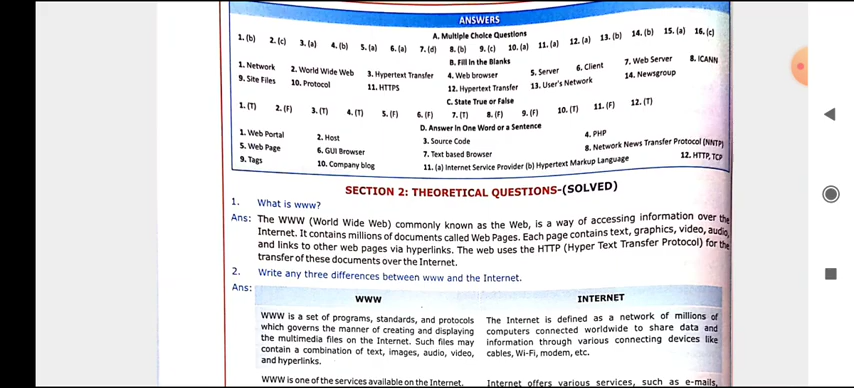 ANSWERS
A. Multiple Choice Questions
1. (b) 2. (c) 3. (a) 4. (b) 5. (a) 6. (a) 7. (d) 8. (b) 9. (c) 10. (a) 11. (a) 12. (a) 13. (b) 14. (b) 15. (a) 16. (c)
B. Fill in the Blanks
1. Network 2. World Wide Web 3. Hypertext Transfer 4. Web browser 5. Server 6. Client 7. Web Server 8. ICANN
9. Site Files 10. Protocol 11. HTTPS 12. Hypertext Transfer 13. User's Network 14. Newsgroup
C. State True or False
1. (T) 2. (F) 3. (T) 4. (T) 5. (F) 6. (F) 7. (T) 8. (F) 9. (F) 10. (T) 11. (F) 12. (T)
D. Answer in One Word or a Sentence
1. Web Portal 2. Host 3. Source Code 4. PHP
5. Web Page 6. GUI Browser 7. Text based Browser 8. Network News Transfer Protocol (NNTP)
9. Tags 10. Company blog 11. (a) Internet Service Provider (b) Hypertext Markup Language 12. HTTP, TCP
SECTION 2: THEORETICAL QUESTIONS-(SOLVED)
1. What is www?
Ans: The WWW (World Wide Web) commonly known as the Web, is a way of accessing information over the
Internet. It contains millions of documents called Web Pages. Each page contains text, graphics, video, audio,
and links to other web pages via hyperlinks. The web uses the HTTP (Hyper Text Transfer Protocol) for the
transfer of these documents over the Internet.
2. Write any three differences between www and the Internet.
Ans:
WWW INTERNET
WWW is a set of programs, standards, and protocols
which governs the manner of creating and displaying
the multimedia files on the Internet. Such files may
contain a combination of text, images, audio, video,
and hyperlinks.
The Internet is defined as a network of millions of
computers connected worldwide to share data and
information through various connecting devices like
cables, Wi-Fi, modem, etc.
WWW is one of the services available on the Internet.
Internet offers various services, such as e-mails,